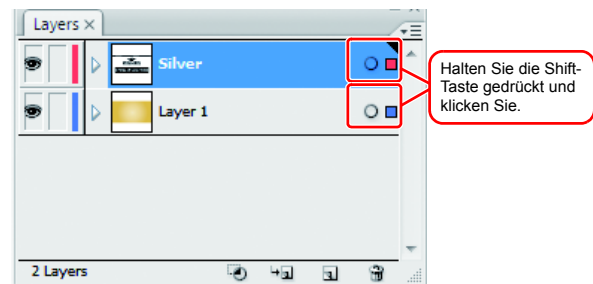 Layers ×
Silver
Layer 1
2 Layers
Halten Sie die Shift-
Taste gedrückt und
klicken Sie.